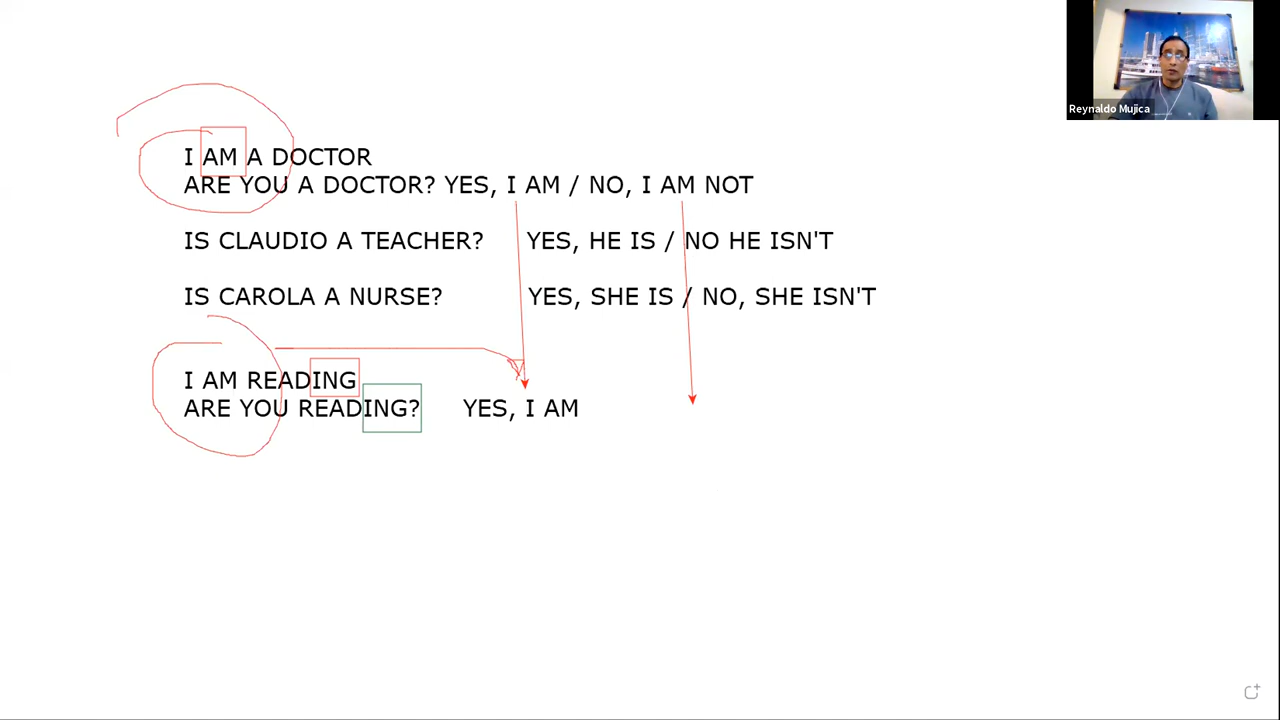 Reynaldo Mujica
I AM A DOCTOR
ARE YOU A DOCTOR? YES, I AM / NO, I AM NOT
IS CLAUDIO A TEACHER? YES, HE IS / NO HE ISN'T
IS CAROLA A NURSE? YES, SHE IS / NO, SHE ISN'T
I AM READING
ARE YOU READING? YES, I AM